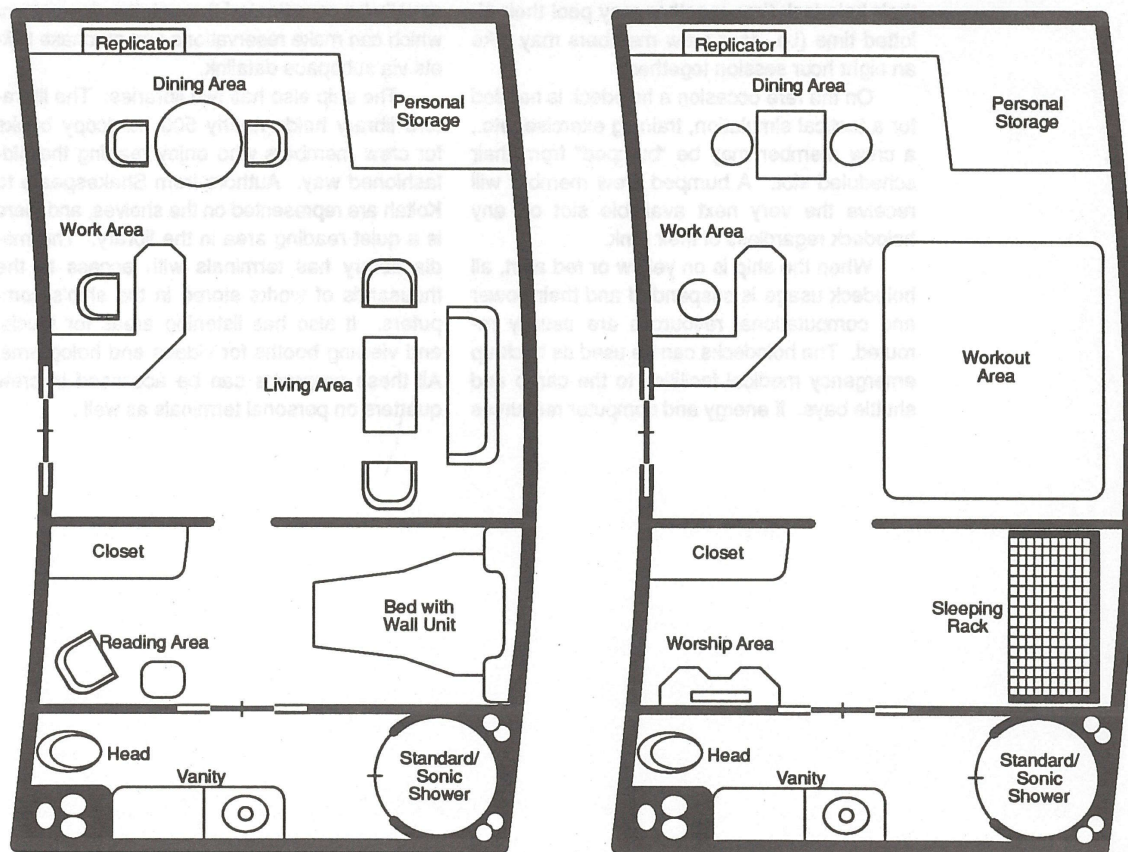 Replicator
Dining Area
Personal
Storage
Work Area
Living Area
Closet
Bed with
Wall Unit
Reading Area
Head
Vanity
Standard/
Sonic
Shower
Replicator
Dining Area
Personal
Storage
Work Area
Workout
Area
Closet
Sleeping
Rack
Worship Area
Head
Vanity
Standard/
Sonic
Shower